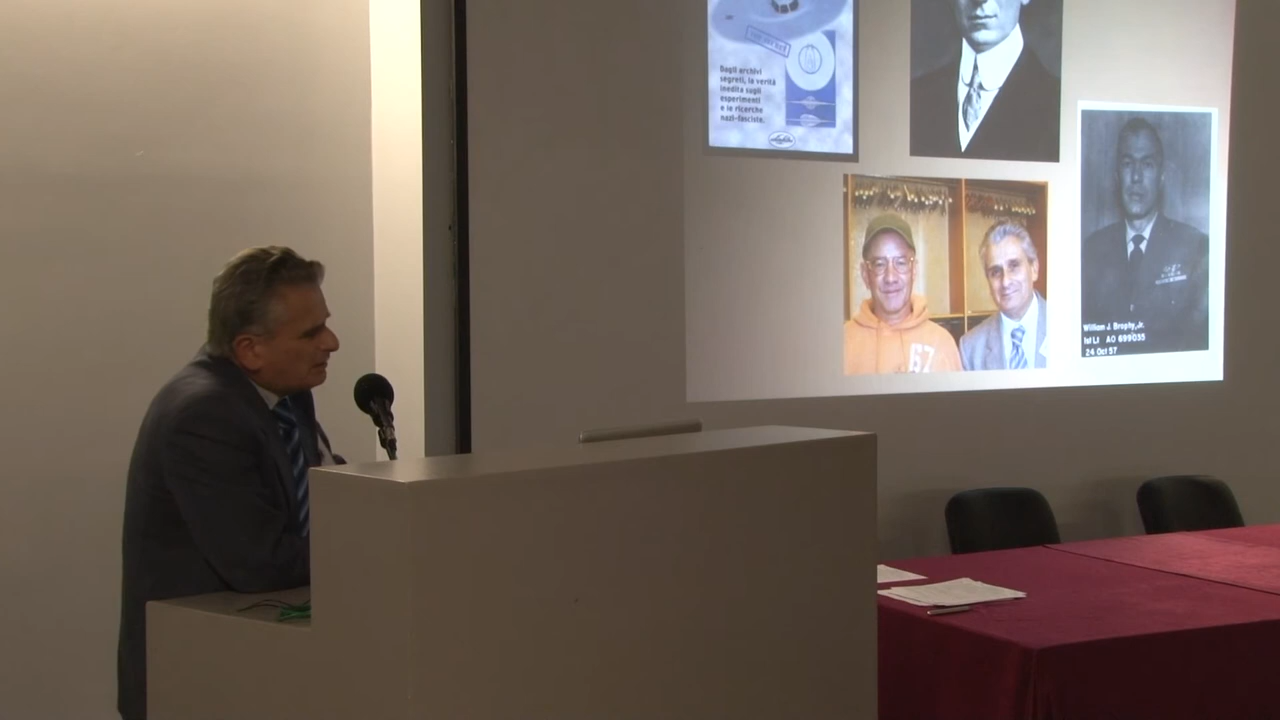 Dagli archivi
segreti, la verità
inedita sugli
esperimenti
e le ricerche
nazi-fasciste.
67
William J. Brophy, Jr.
1st Lt AO 699035
24 Oct 57